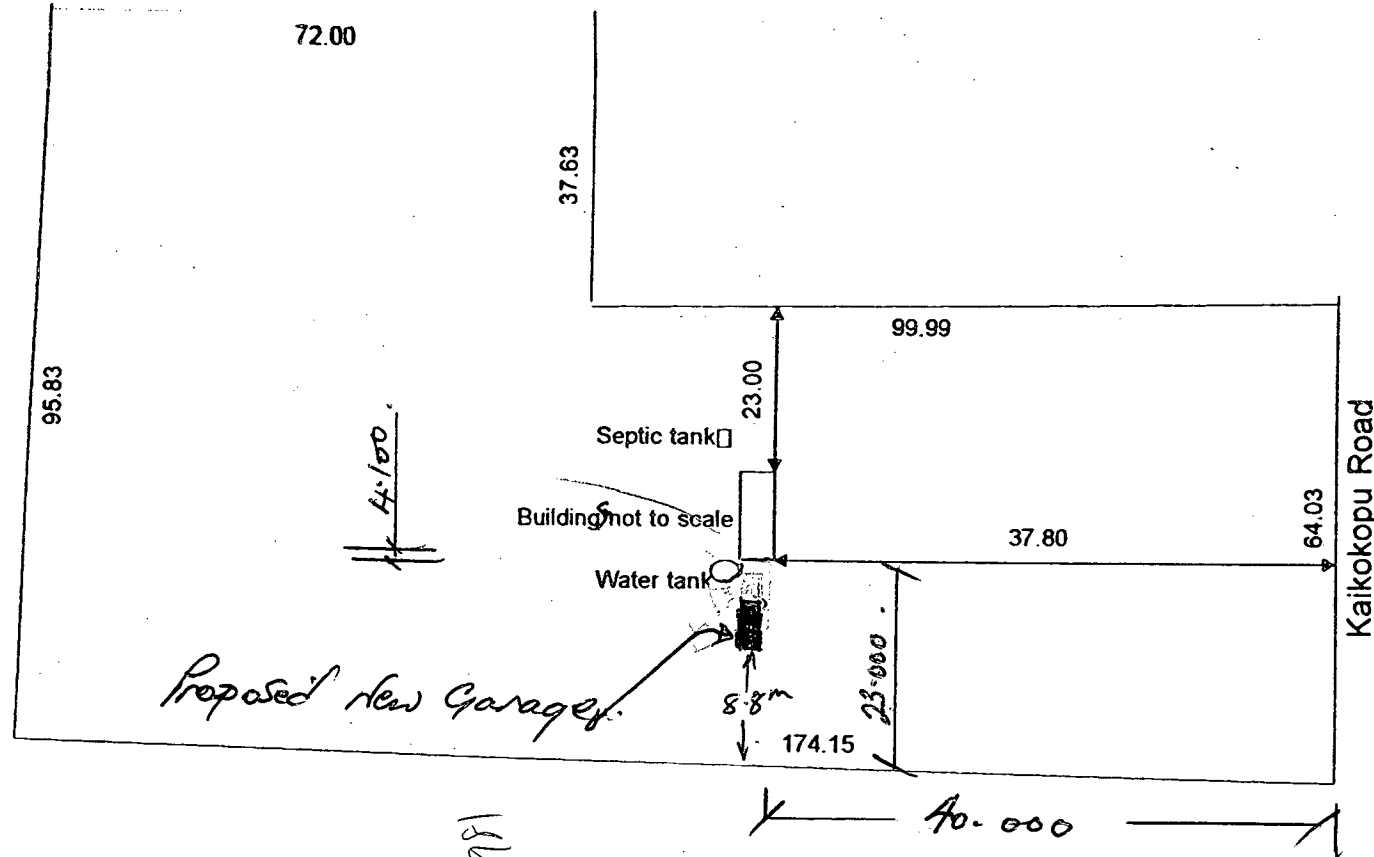 72.00
37.63
99.99
95.83
23.00
Septic tank
4.100
Building not to scale
37.80
64.03
Kaikokopu Road
Water tank
Proposed New Garage.
8.8m
23.000
174.15
40.000